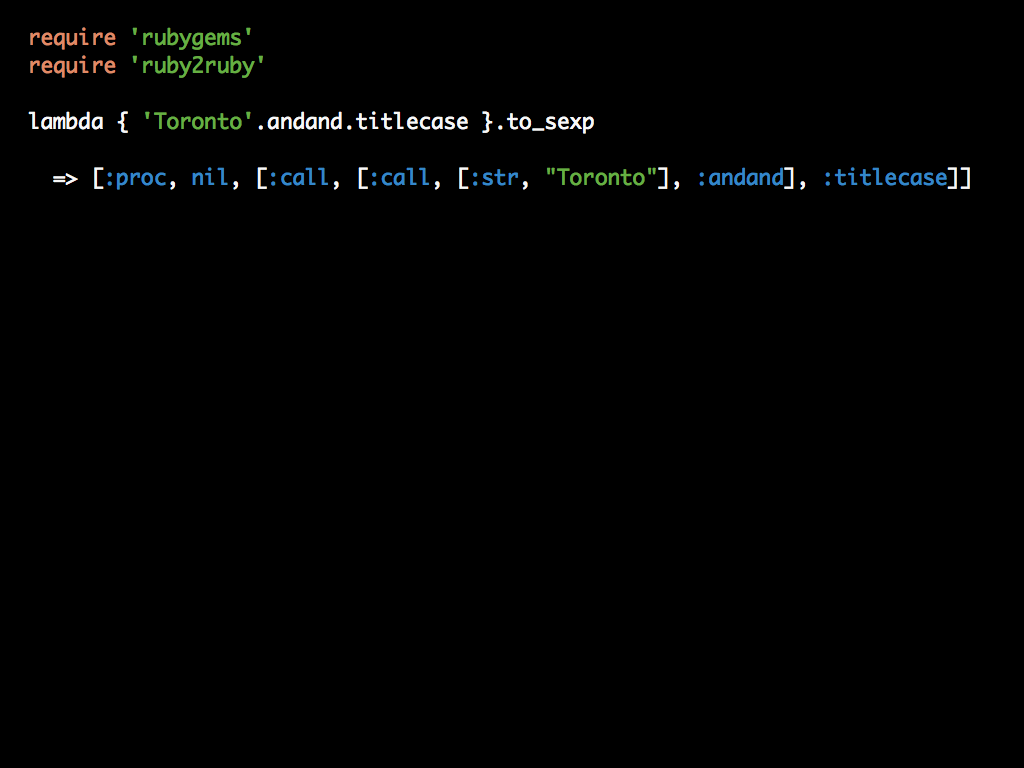 require 'rubygems'
require 'ruby2ruby'
lambda { 'Toronto'.andand.titlecase }.to_sexp
=> [:proc, nil, [:call, [:call, [:str, "Toronto"], :andand], :titlecase]]